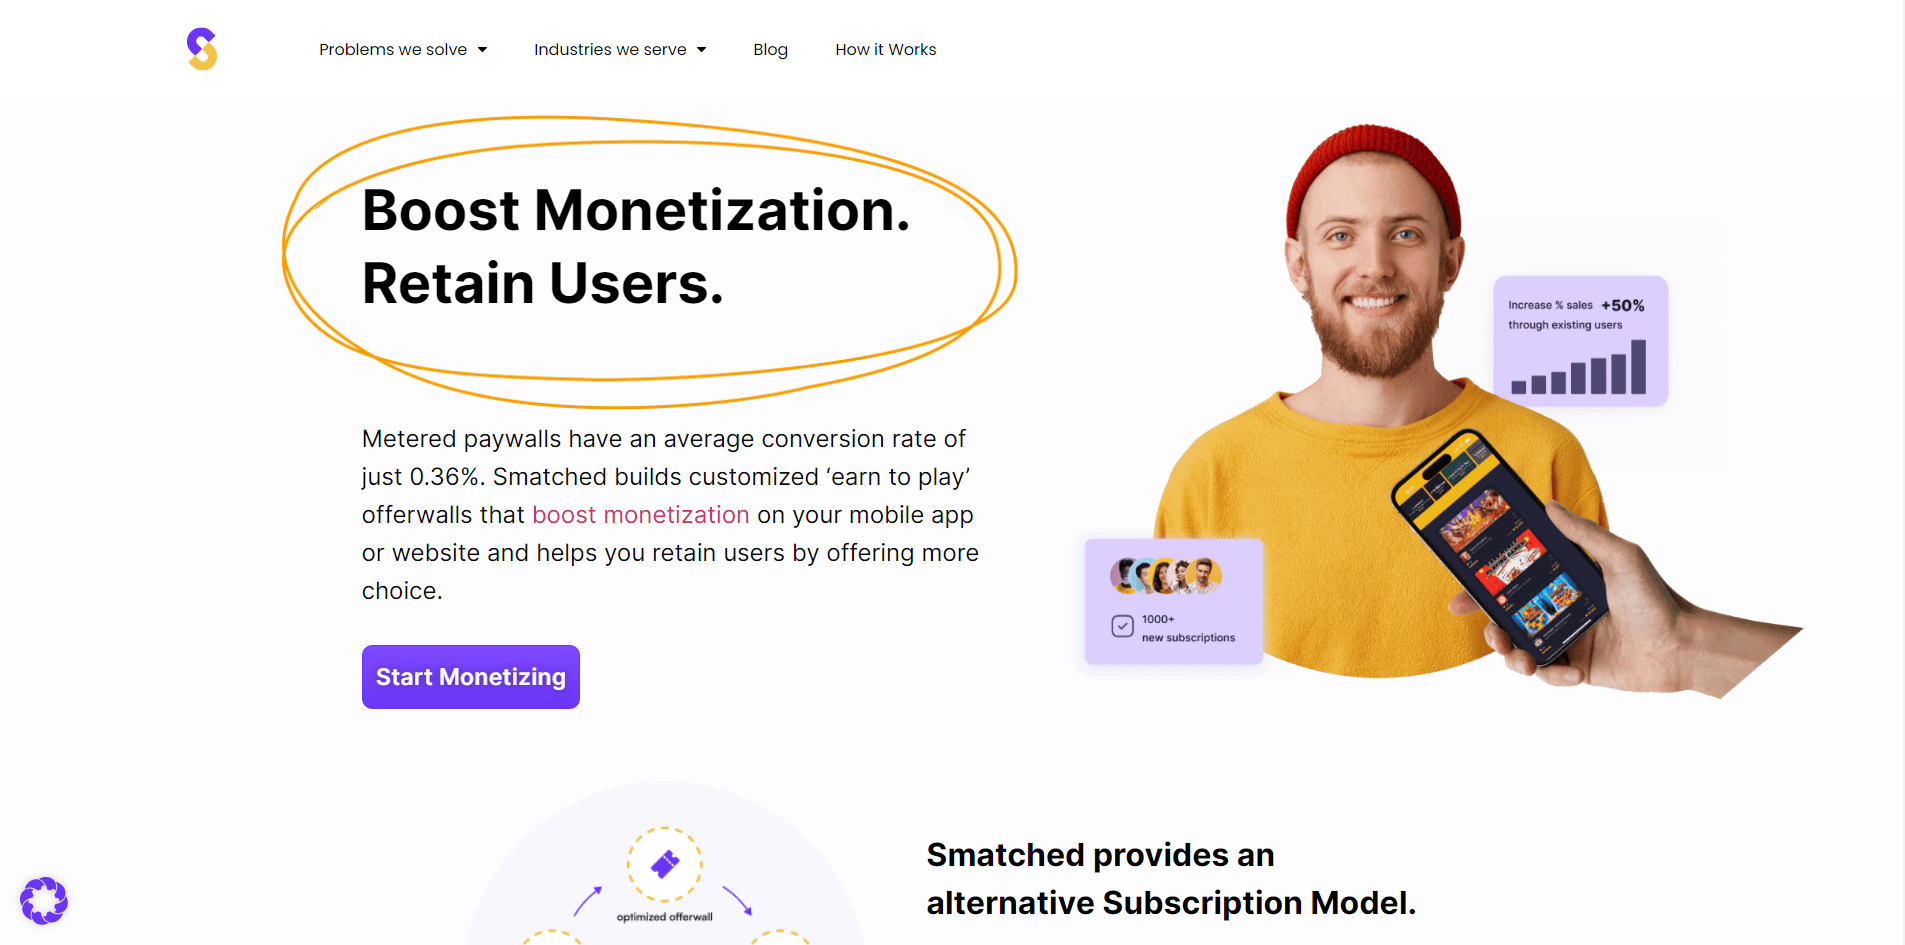 Problems we solve
Industries we serve
Blog
How it Works
Boost Monetization.
Retain Users.
Metered paywalls have an average conversion rate of
just 0.36%. Smatched builds customized ‘earn to play’
offerwalls that boost monetization on your mobile app
or website and helps you retain users by offering more
choice.
Start Monetizing
Increase % sales +50%
through existing users
1000+
new subscriptions
optimized offerwall
Smatched provides an
alternative Subscription Model.